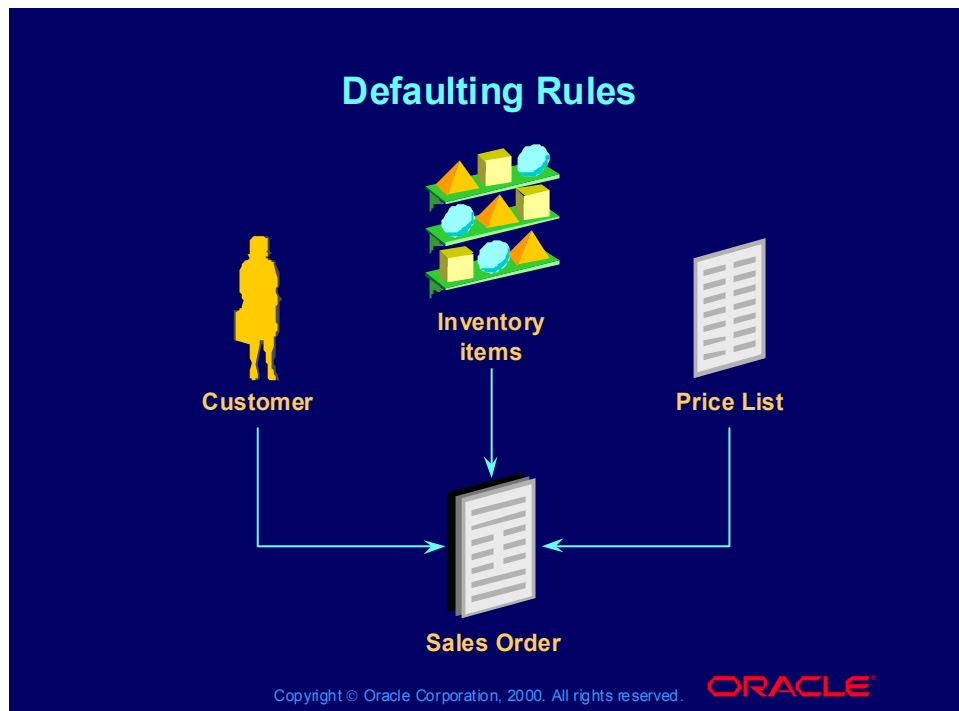 Defaulting Rules
Inventory
items
Customer
Price List
Sales Order
Copyright © Oracle Corporation, 2000. All rights reserved.
ORACLE®